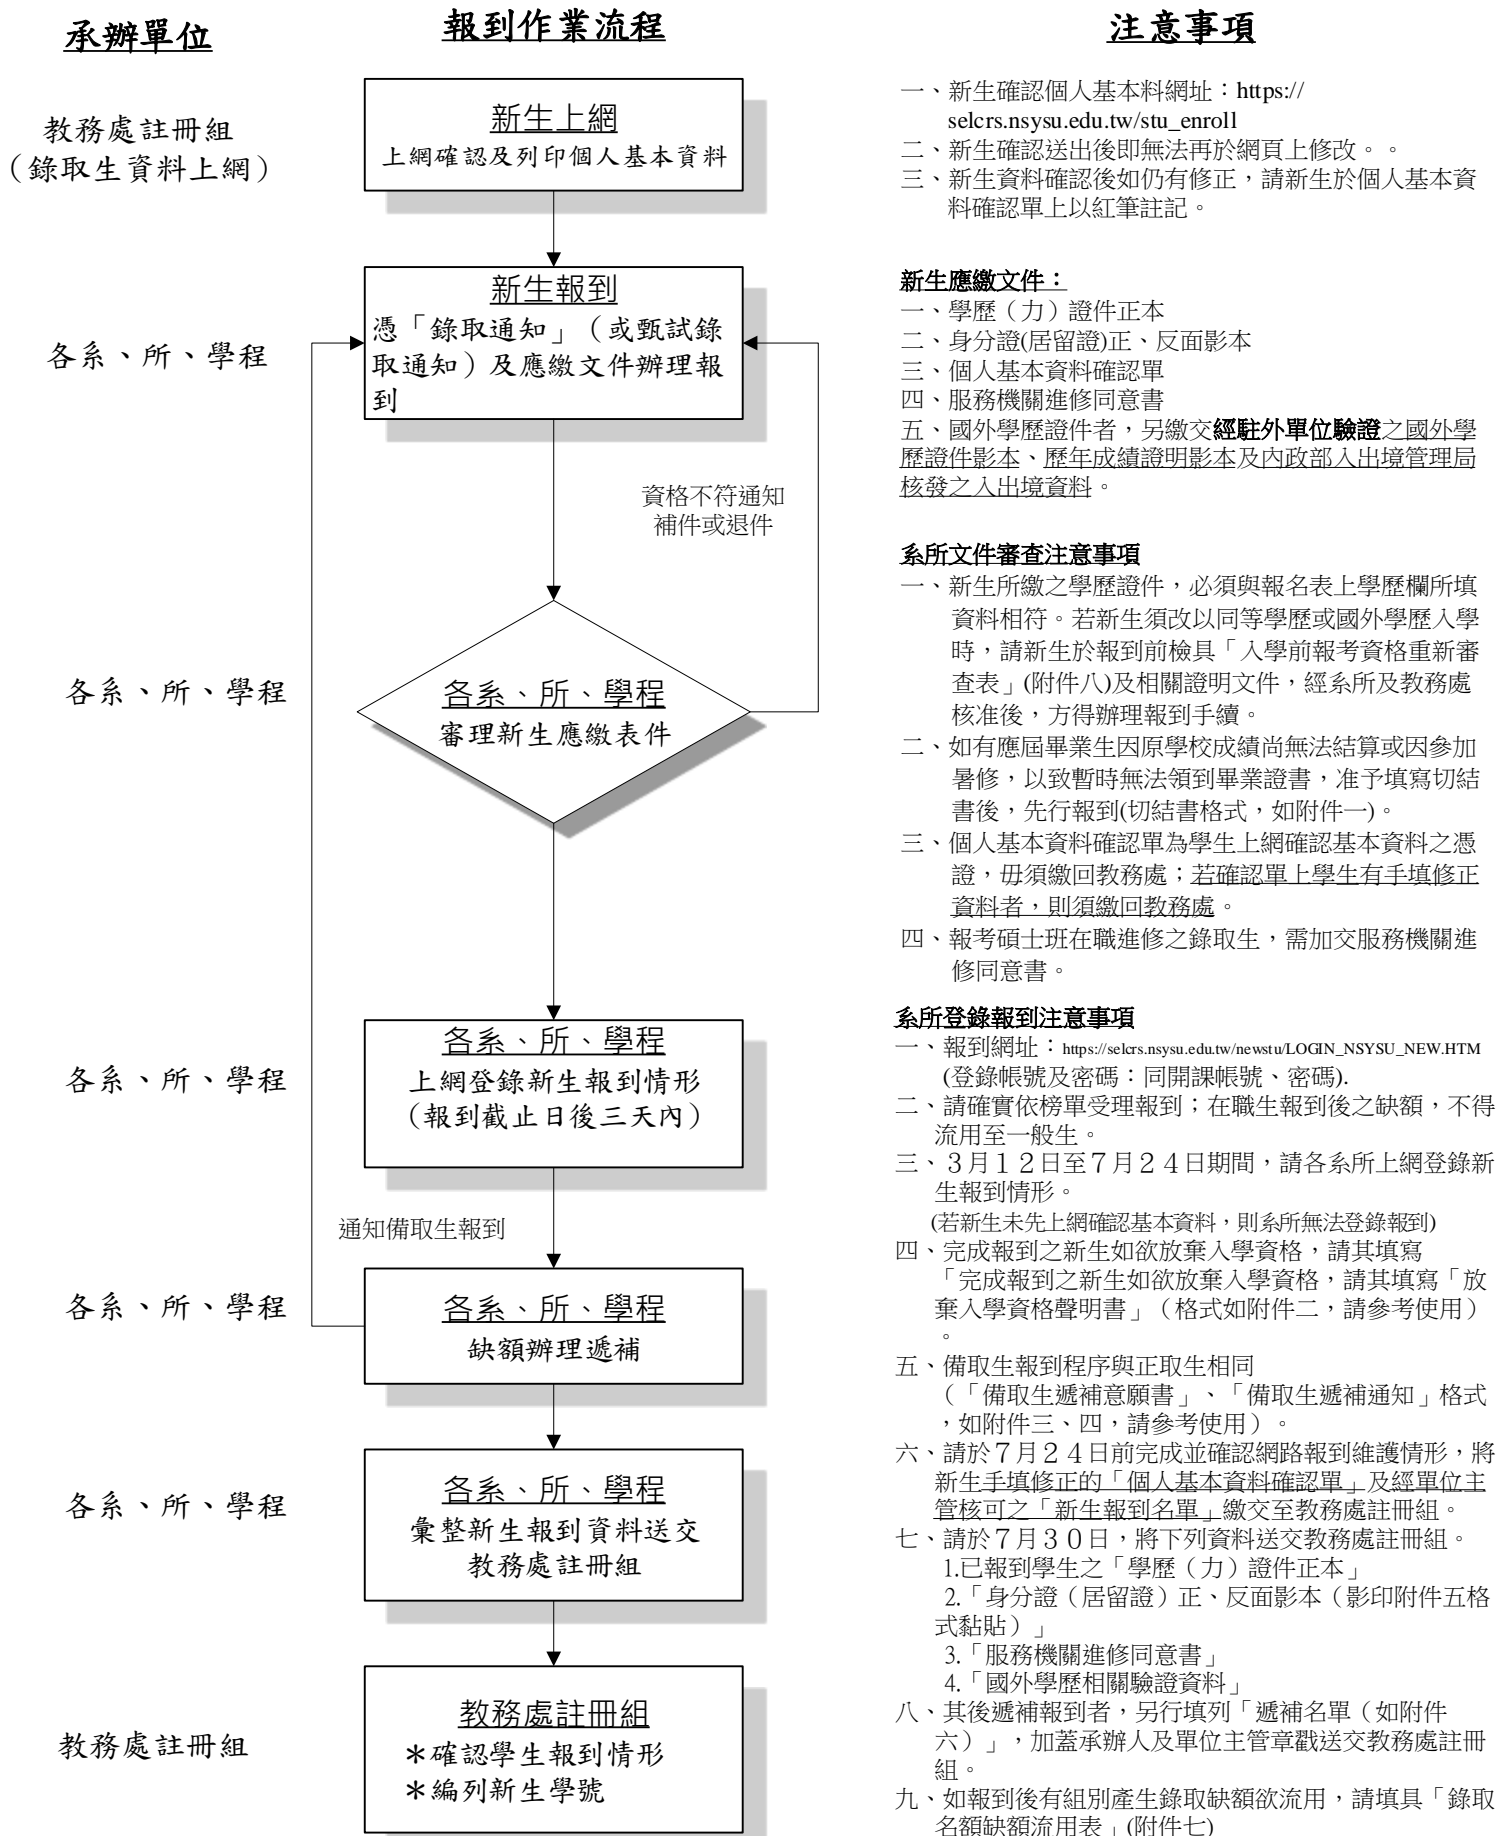 承辦單位
報到作業流程
注意事項
教務處註冊組
（錄取生資料上網）
新生上網
上網確認及列印個人基本資料
一、新生確認個人基本料網址：https://
selcrs.nsysu.edu.tw/stu_enroll
二、新生確認送出後即無法再於網頁上修改。。
三、新生資料確認後如仍有修正，請新生於個人基本資
料確認單上以紅筆註記。
各系、所、學程
新生報到
憑「錄取通知」（或甄試錄
取通知）及應繳文件辦理報
到
新生應繳文件：
一、學歷（力）證件正本
二、身分證(居留證)正、反面影本
三、個人基本資料確認單
四、服務機關進修同意書
五、國外學歷證件者，另繳交經駐外單位驗證之國外學
歷證件影本、歷年成績證明影本及內政部入出境管理局
核發之入出境資料。
資格不符通知
補件或退件
各系、所、學程
各系、所、學程
審理新生應繳表件
系所文件審查注意事項
一、新生所繳之學歷證件，必須與報名表上學歷欄所填
資料相符。若新生須改以同等學歷或國外學歷入學
時，請新生於報到前檢具「入學前報考資格重新審
查表」(附件八)及相關證明文件，經系所及教務處
核准後，方得辦理報到手續。
二、如有應屆畢業生因原學校成績尚無法結算或因參加
暑修，以致暫時無法領到畢業證書，准予填寫切結
書後，先行報到(切結書格式，如附件一)。
三、個人基本資料確認單為學生上網確認基本資料之憑
證，毋須繳回教務處；若確認單上學生有手填修正
資料者，則須繳回教務處。
四、報考碩士班在職進修之錄取生，需加交服務機關進
修同意書。
各系、所、學程
各系、所、學程
上網登錄新生報到情形
（報到截止日後三天內）
通知備取生報到
各系、所、學程
各系、所、學程
缺額辦理遞補
各系、所、學程
各系、所、學程
彙整新生報到資料送交
教務處註冊組
教務處註冊組
教務處註冊組
＊確認學生報到情形
＊編列新生學號
系所登錄報到注意事項
一、報到網址：https://selcrs.nsysu.edu.tw/newstu/LOGIN_NSYSU_NEW.HTM
(登錄帳號及密碼：同開課帳號、密碼).
二、請確實依榜單受理報到；在職生報到後之缺額，不得
流用至一般生。
三、３月１２日至７月２４日期間，請各系所上網登錄新
生報到情形。
(若新生未先上網確認基本資料，則系所無法登錄報到)
四、完成報到之新生如欲放棄入學資格，請其填寫
「完成報到之新生如欲放棄入學資格，請其填寫「放
棄入學資格聲明書」（格式如附件二，請參考使用）
。
五、備取生報到程序與正取生相同
（「備取生遞補意願書」、「備取生遞補通知」格式
，如附件三、四，請參考使用）。
六、請於７月２４日前完成並確認網路報到維護情形，將
新生手填修正的「個人基本資料確認單」及經單位主
管核可之「新生報到名單」繳交至教務處註冊組。
七、請於７月３０日，將下列資料送交教務處註冊組。
1.已報到學生之「學歷（力）證件正本」
2.「身分證（居留證）正、反面影本（影印附件五格
式黏貼）」
3.「服務機關進修同意書」
4.「國外學歷相關驗證資料」
八、其後遞補報到者，另行填列「遞補名單（如附件
六）」，加蓋承辦人及單位主管章戳送交教務處註冊
組。
九、如報到後有組別產生錄取缺額欲流用，請填具「錄取
名額缺額流用表」(附件七)